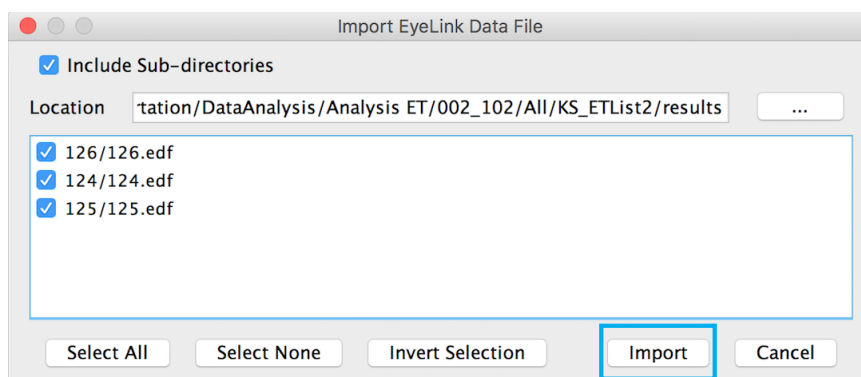 Import EyeLink Data File
Include Sub-directories
Location tation/DataAnalysis/Analysis ET/002_102/All/KS_ETList2/results ...
126/126.edf
124/124.edf
125/125.edf
Select All Select None Invert Selection Import Cancel